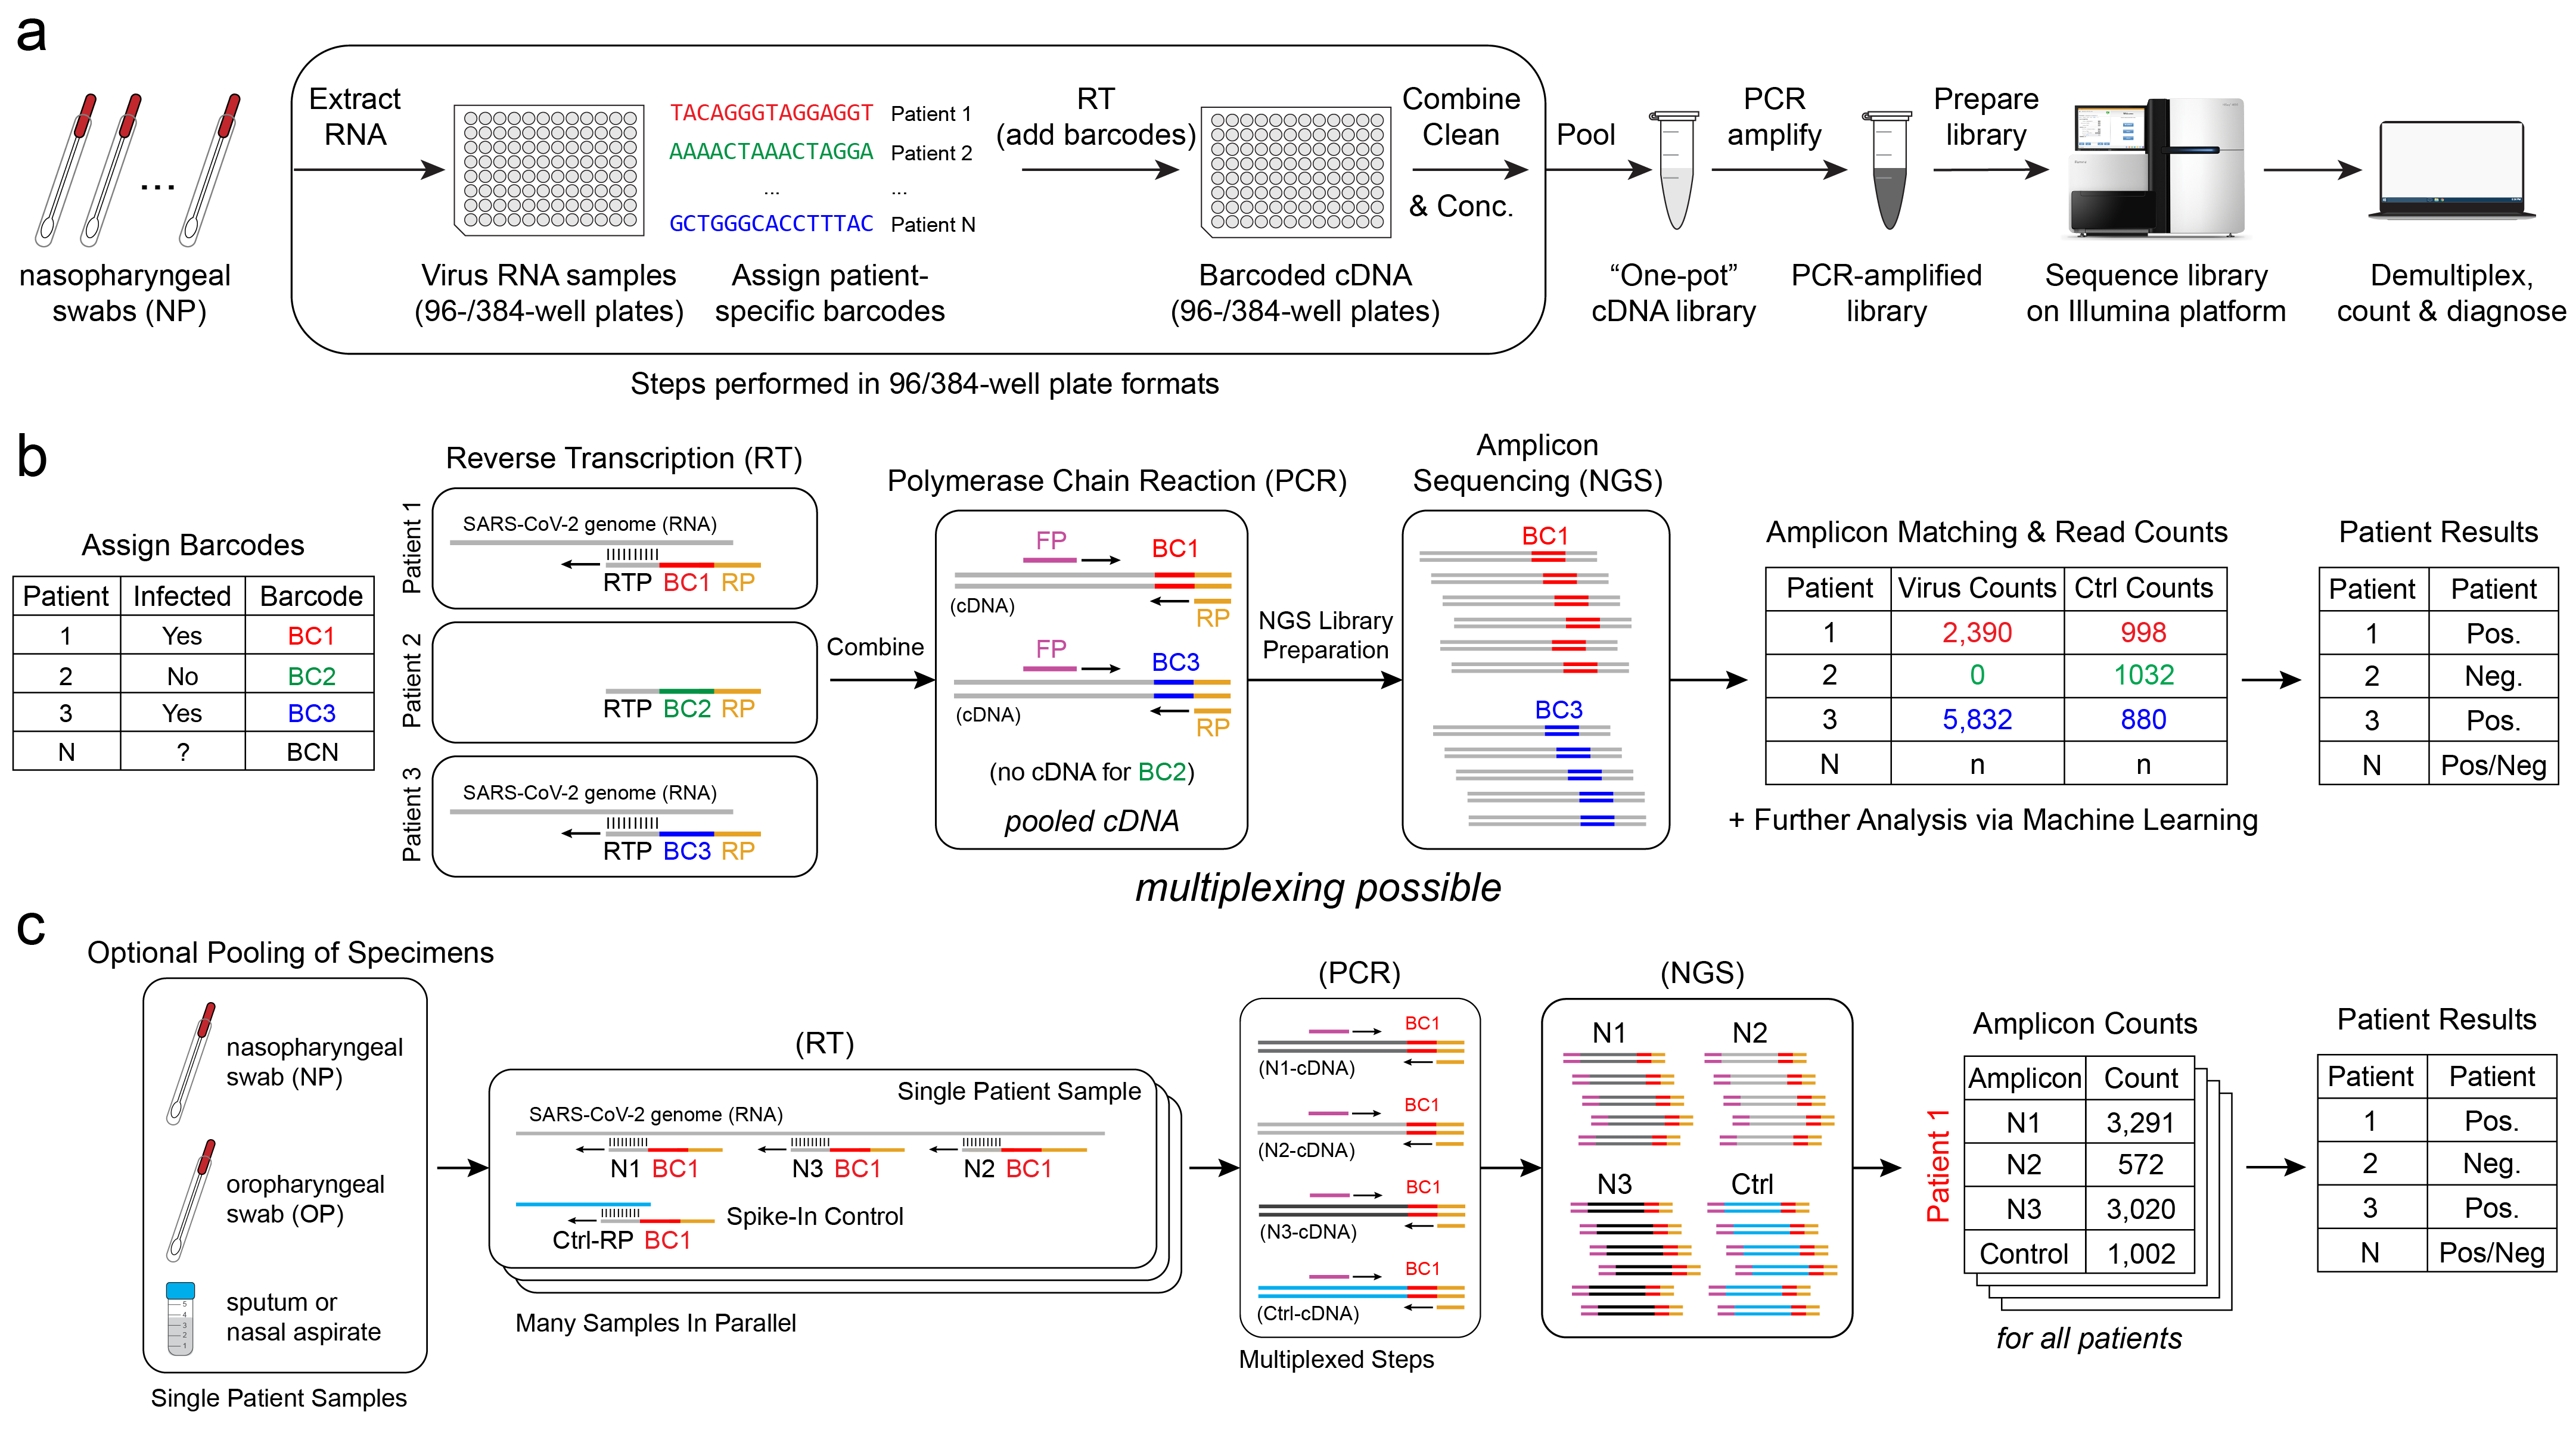 a
Extract
RNA
TACAGGGTAGGAGGT Patient 1
AAAACTAAACTAGGA Patient 2
... ...
GCTGGGCACCTTTAC Patient N
RT
(add barcodes)
Combine
Clean
& Conc.
Pool
PCR
amplify
Prepare
library
...
nasopharyngeal
swabs (NP)
Virus RNA samples
(96-/384-well plates)
Assign patient-
specific barcodes
Barcoded cDNA
(96-/384-well plates)
“One-pot”
cDNA library
PCR-amplified
library
Sequence library
on Illumina platform
Demultiplex,
count & diagnose
Steps performed in 96/384-well plate formats
b
Assign Barcodes
Patient Infected Barcode
1 Yes BC1
2 No BC2
3 Yes BC3
N ? BCN
Reverse Transcription (RT)
Patient 1
SARS-CoV-2 genome (RNA)
RTP BC1 RP
Patient 2
RTP BC2 RP
Patient 3
SARS-CoV-2 genome (RNA)
RTP BC3 RP
Combine
Polymerase Chain Reaction (PCR)
FP BC1
(cDNA) RP
FP BC3
(cDNA) RP
(no cDNA for BC2)
pooled cDNA
NGS Library
Preparation
Amplicon
Sequencing (NGS)
BC1
BC3
multiplexing possible
Amplicon Matching & Read Counts
Patient Virus Counts Ctrl Counts
1 2,390 998
2 0 1032
3 5,832 880
N n n
+ Further Analysis via Machine Learning
Patient Results
Patient Patient
1 Pos.
2 Neg.
3 Pos.
N Pos/Neg
c
Optional Pooling of Specimens
nasopharyngeal
swab (NP)
oropharyngeal
swab (OP)
5
4
3
2
1
sputum or
nasal aspirate
Single Patient Samples
(RT)
Single Patient Sample
SARS-CoV-2 genome (RNA)
N1 BC1 N3 BC1 N2 BC1
Spike-In Control
Ctrl-RP BC1
Many Samples In Parallel
(PCR)
BC1
(N1-cDNA)
BC1
(N2-cDNA)
BC1
(N3-cDNA)
BC1
(Ctrl-cDNA)
Multiplexed Steps
(NGS)
N1 N2
N3 Ctrl
Amplicon Counts
Patient 1
Amplicon Count
N1 3,291
N2 572
N3 3,020
Control 1,002
for all patients
Patient Results
Patient Patient
1 Pos.
2 Neg.
3 Pos.
N Pos/Neg